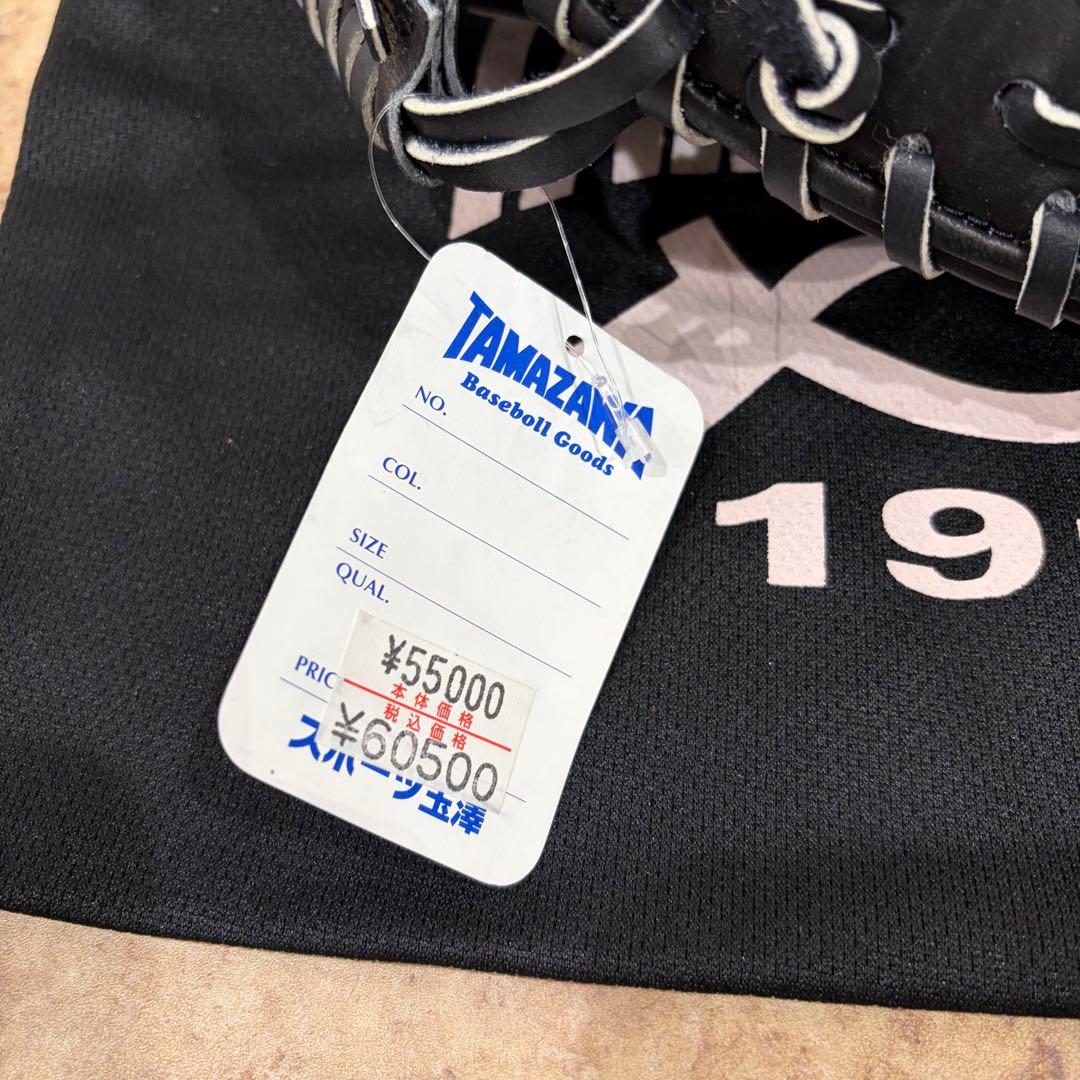 TAMAZAWA
Baseboll Goods
NO.
COL.
SIZE
QUAL.
PRIC
¥55000
本体価格
税込価格
¥60500
スポーツ玉澤
19